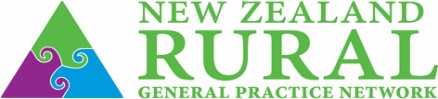 NEW ZEALAND
RURAL
GENERAL PRACTICE NETWORK